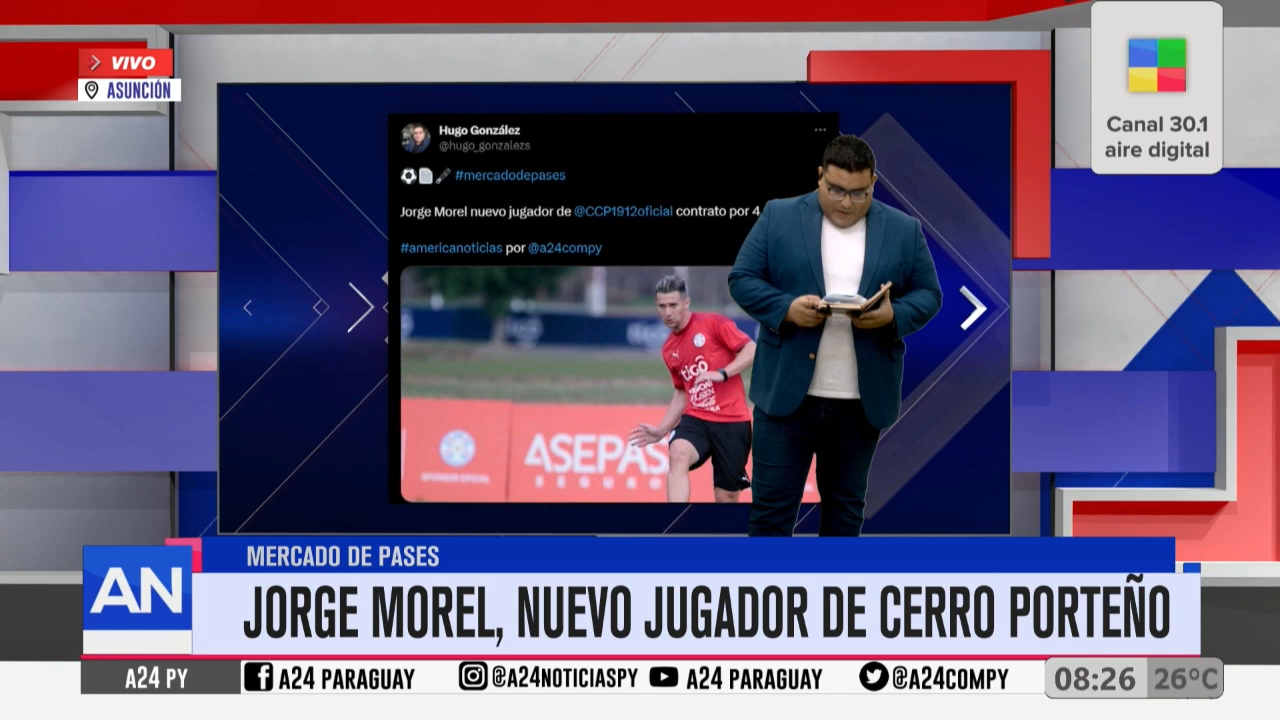 VIVO
ASUNCIÓN
Canal 30.1
aire digital
Hugo González
@hugo_gonzalezs
#mercadodepases
Jorge Morel nuevo jugador de @CCP1912oficial contrato por 4
#americanoticias por @a24compy
tigo
ASEPAS
SEGURO
AN
MERCADO DE PASES
JORGE MOREL, NUEVO JUGADOR DE CERRO PORTEÑO
A24 PY
A24 PARAGUAY
@A24NOTICIASPY
A24 PARAGUAY
@A24COMPY
08:26
26°C